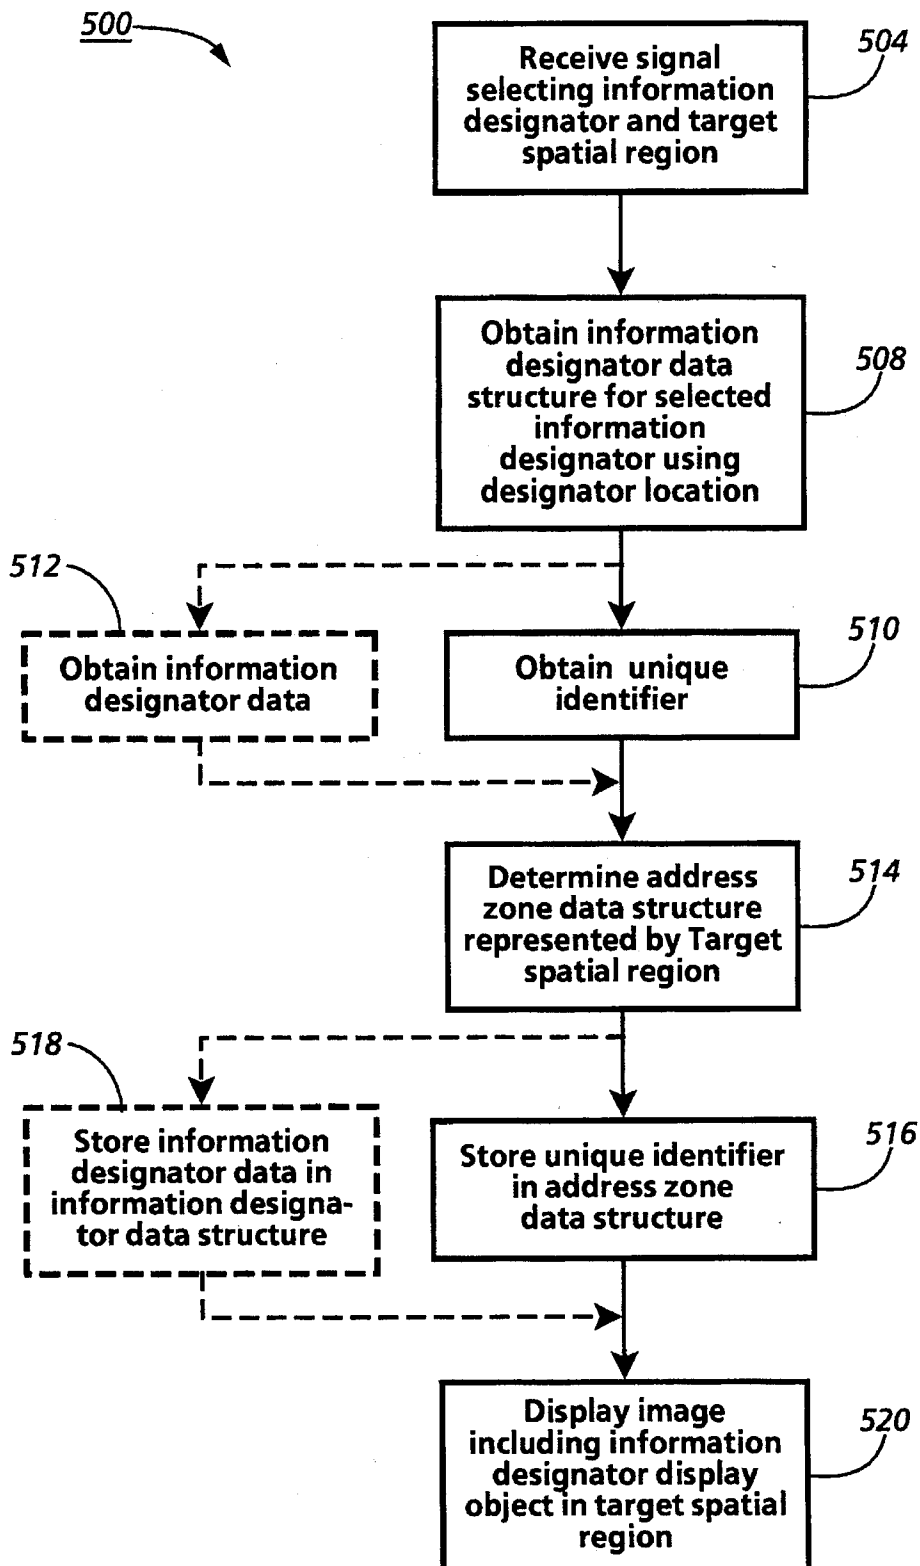 500
504
Receive signal
selecting information
designator and target
spatial region
508
Obtain information
designator data
structure for selected
information
designator using
designator location
512
Obtain information
designator data
510
Obtain unique
identifier
514
Determine address
zone data structure
represented by Target
spatial region
518
Store information
designator data in
information designa-
tor data structure
516
Store unique identifier
in address zone
data structure
520
Display image
including information
designator display
object in target spatial
region